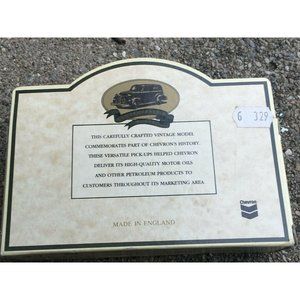 THIS CAREFULLY CRAFTED VINTAGE MODEL
COMMEMORATES PART OF CHEVRON'S HISTORY.
THESE VERSATILE PICK-UPS HELPED CHEVRON
DELIVER ITS HIGH-QUALITY MOTOR OILS
AND OTHER PETROLEUM PRODUCTS TO
CUSTOMERS THROUGHOUT ITS MARKETING AREA
MADE IN ENGLAND
6 329
Chevron